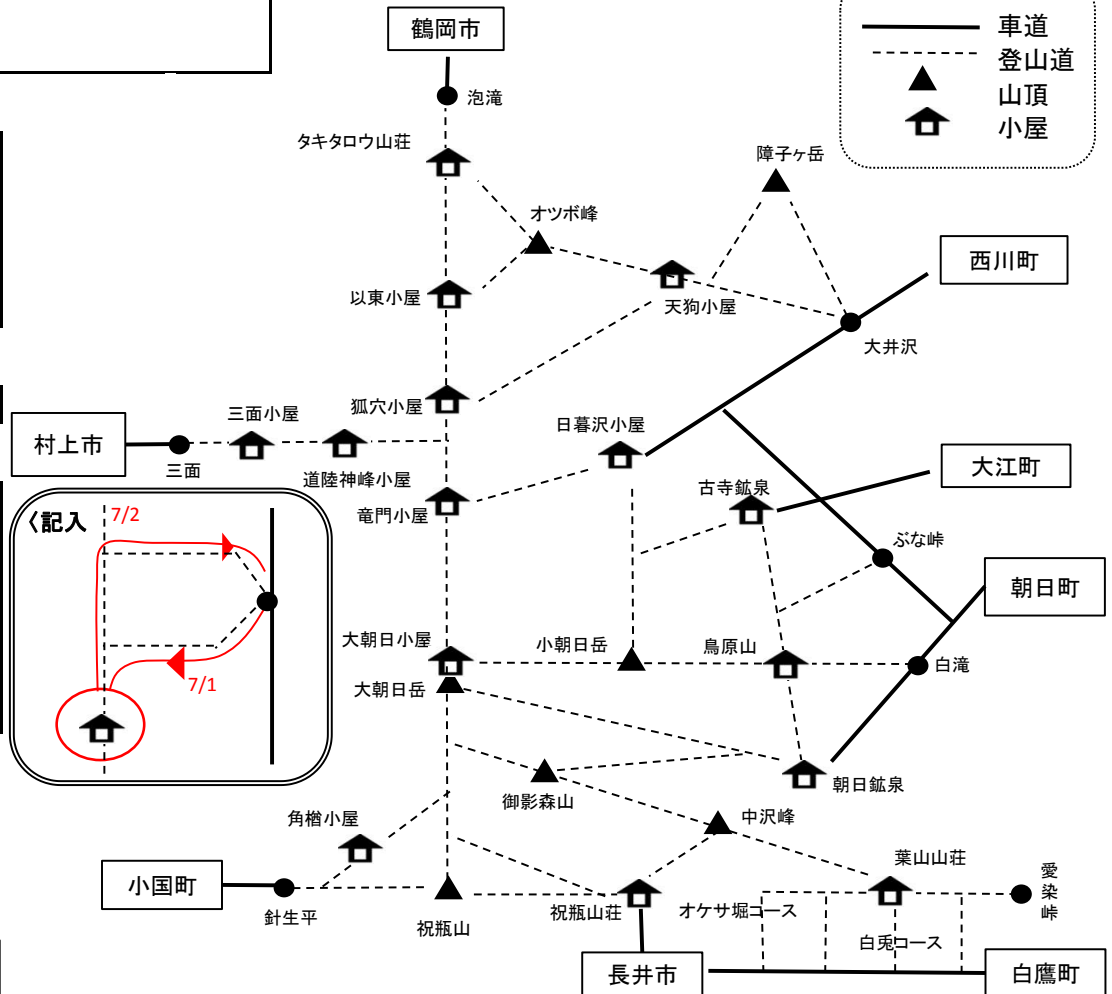 鶴岡市
車道
登山道
山頂
小屋
泡滝
タキタロウ山荘
障子ヶ岳
オツボ峰
西川町
以東小屋
天狗小屋
大井沢
狐穴小屋
三面小屋
日暮沢小屋
村上市
三面
道陸神峰小屋
古寺鉱泉
大江町
竜門小屋
〈記入
7/2
ぶな峠
朝日町
大朝日小屋
小朝日岳
鳥原山
白滝
7/1
大朝日岳
御影森山
朝日鉱泉
角楢小屋
中沢峰
葉山山荘
愛染峠
小国町
針生平
祝瓶山
祝瓶山荘
オケサ堀コース
白兎コース
長井市
白鷹町